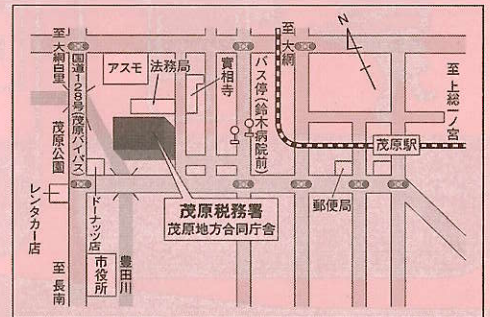 至大綱白里
国道128号(茂原バイパス)
アスモ
法務局
實相寺
バス停(鈴木病院前)
至大網
N
至上総一ノ宮
茂原公園
茂原駅
レンタカー店
ドーナッツ店
茂原税務署
茂原地方合同庁舎
郵便局
至長南
市役所
豊田川